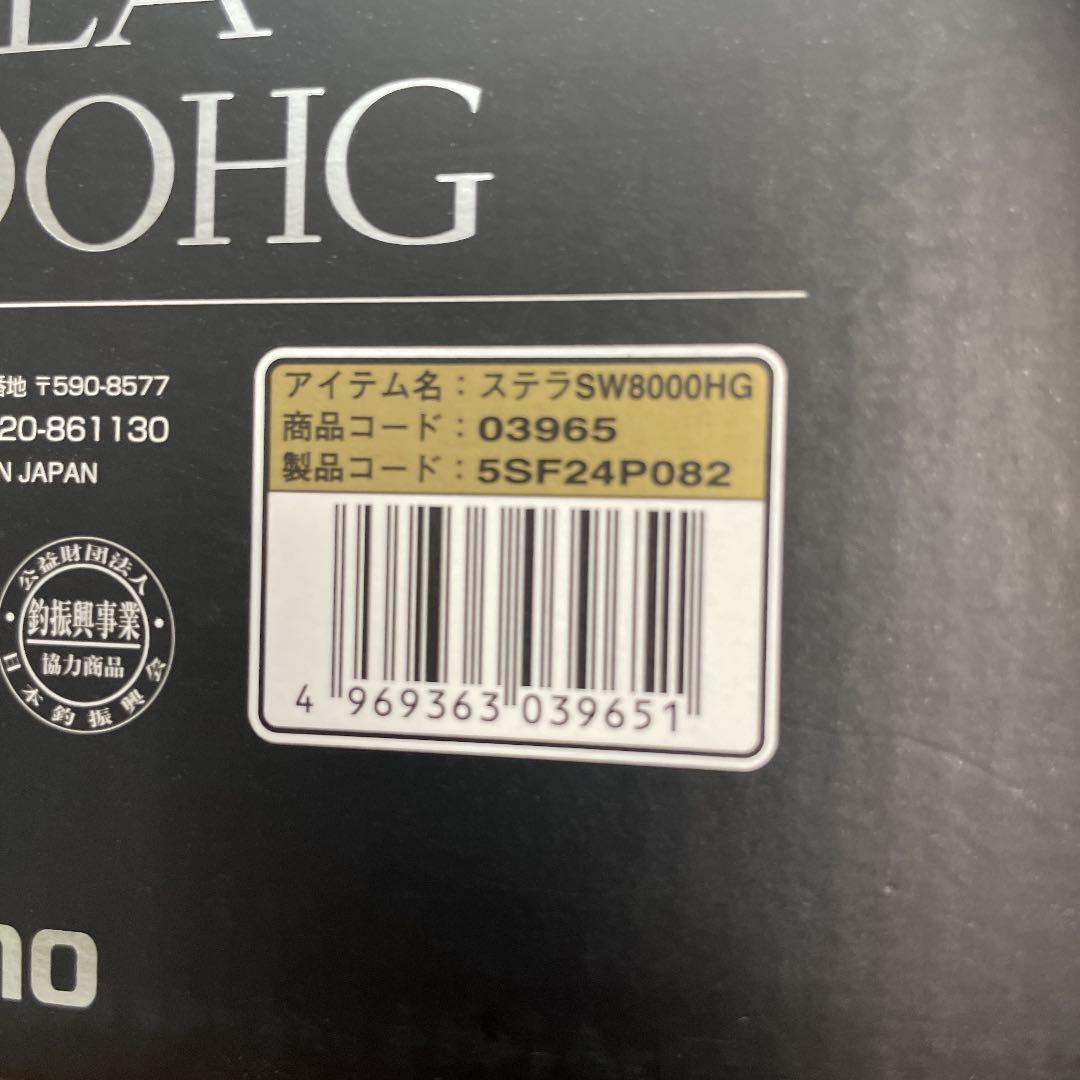 LA
00HG
番地 〒590-8577
20-861130
N JAPAN
アイテム名:ステラSW8000HG
商品コード:03965
製品コード:5SF24P082
4 969363 039651
公益財団法人
釣振興事業
協力商品
日本釣振興会
no